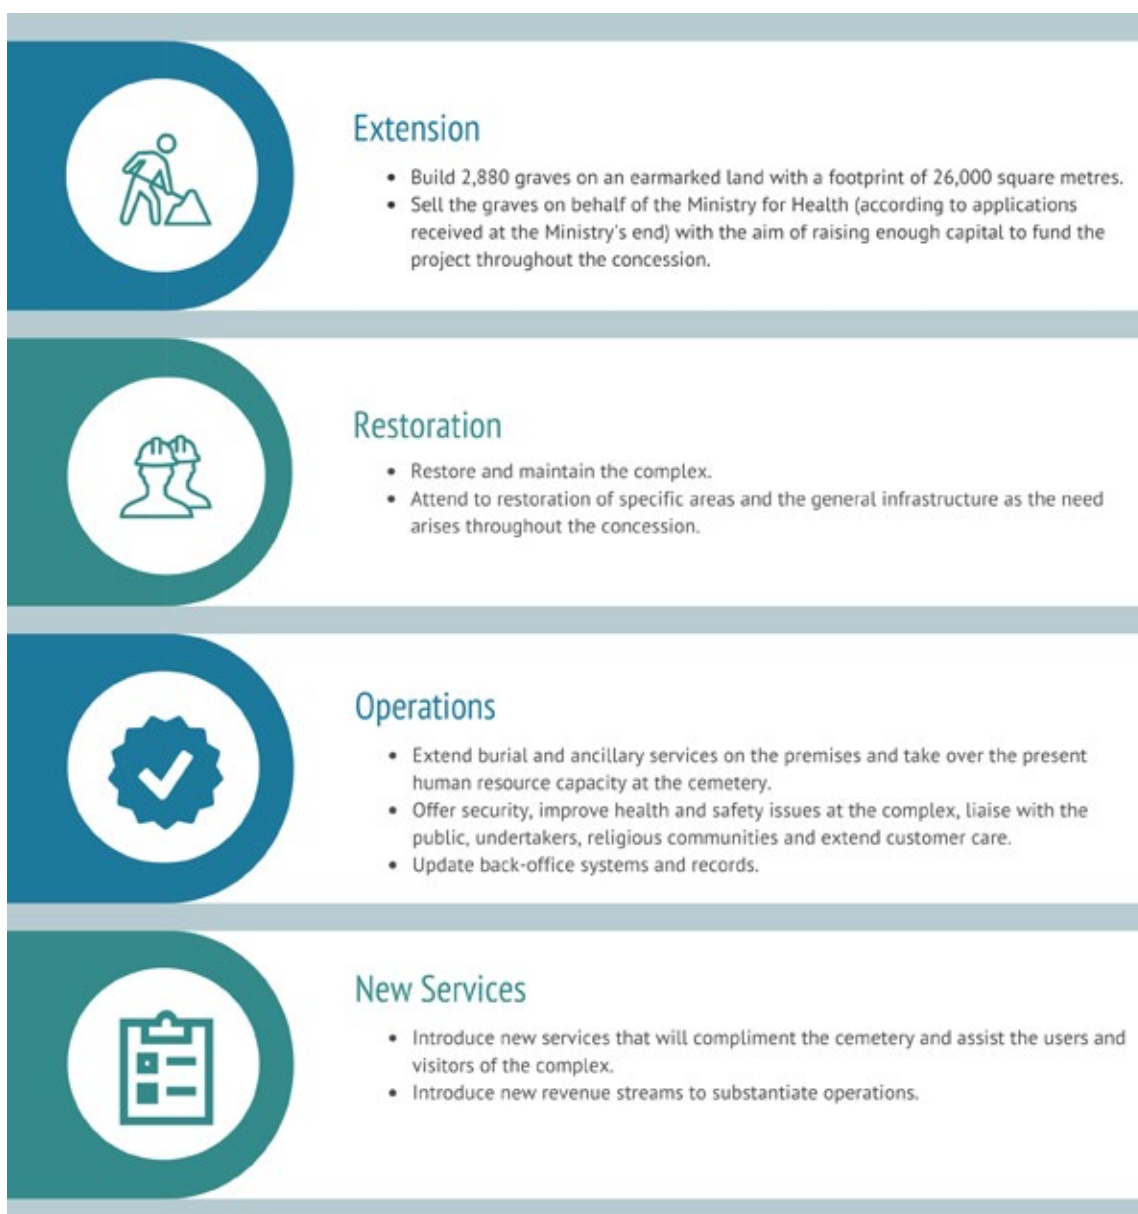 Extension
• Build 2,880 graves on an earmarked land with a footprint of 26,000 square metres.
• Sell the graves on behalf of the Ministry for Health (according to applications
received at the Ministry's end) with the aim of raising enough capital to fund the
project throughout the concession.
Restoration
• Restore and maintain the complex.
• Attend to restoration of specific areas and the general infrastructure as the need
arises throughout the concession.
Operations
• Extend burial and ancillary services on the premises and take over the present
human resource capacity at the cemetery.
• Offer security, improve health and safety issues at the complex, liaise with the
public, undertakers, religious communities and extend customer care.
• Update back-office systems and records.
New Services
• Introduce new services that will compliment the cemetery and assist the users and
visitors of the complex.
• Introduce new revenue streams to substantiate operations.